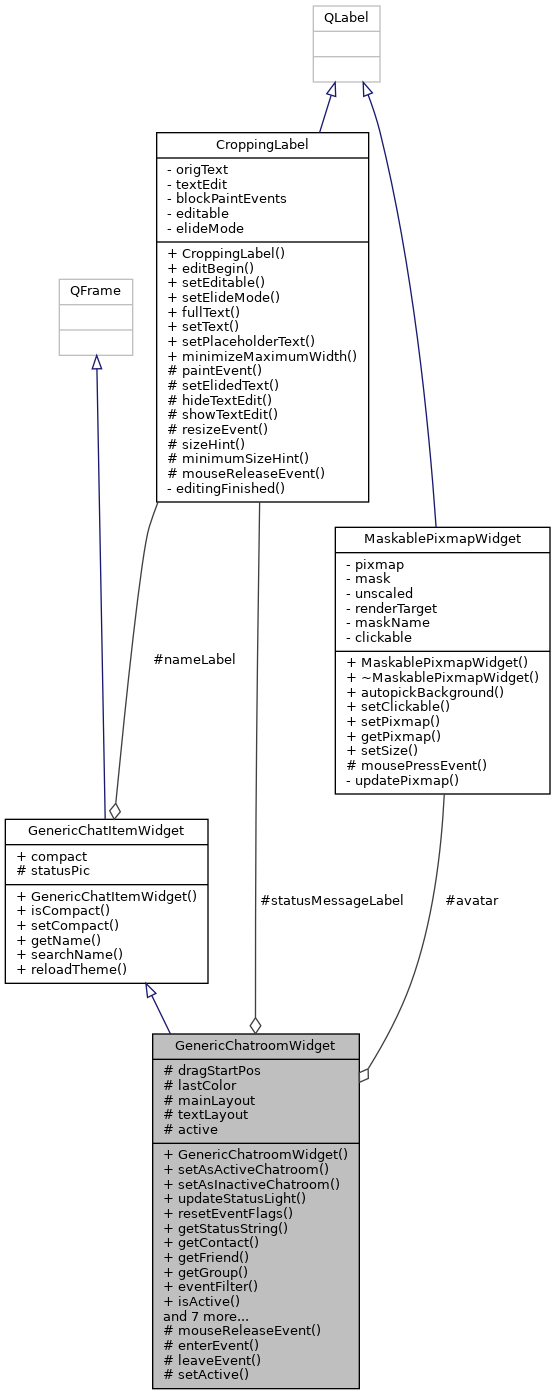 QLabel
CroppingLabel
- origText
- textEdit
- blockPaintEvents
- editable
- elideMode
+ CroppingLabel()
+ editBegin()
+ setEditable()
+ setElideMode()
+ fullText()
+ setText()
+ setPlaceholderText()
+ minimizeMaximumWidth()
# paintEvent()
# setElidedText()
# hideTextEdit()
# showTextEdit()
# resizeEvent()
# sizeHint()
# minimumSizeHint()
# mouseReleaseEvent()
- editingFinished()
QFrame
MaskablePixmapWidget
- pixmap
- mask
- unscaled
- renderTarget
- maskName
- clickable
+ MaskablePixmapWidget()
+ ~MaskablePixmapWidget()
+ autopickBackground()
+ setClickable()
+ setPixmap()
+ getPixmap()
+ setSize()
# mousePressEvent()
- updatePixmap()
#nameLabel
GenericChatItemWidget
+ compact
# statusPic
+ GenericChatItemWidget()
+ isCompact()
+ setCompact()
+ getName()
+ searchName()
+ reloadTheme()
#statusMessageLabel
#avatar
GenericChatroomWidget
# dragStartPos
# lastColor
# mainLayout
# textLayout
# active
+ GenericChatroomWidget()
+ setAsActiveChatroom()
+ setAsInactiveChatroom()
+ updateStatusLight()
+ resetEventFlags()
+ getStatusString()
+ getContact()
+ getFriend()
+ getGroup()
+ eventFilter()
+ isActive()
and 7 more...
# mouseReleaseEvent()
# enterEvent()
# leaveEvent()
# setActive()